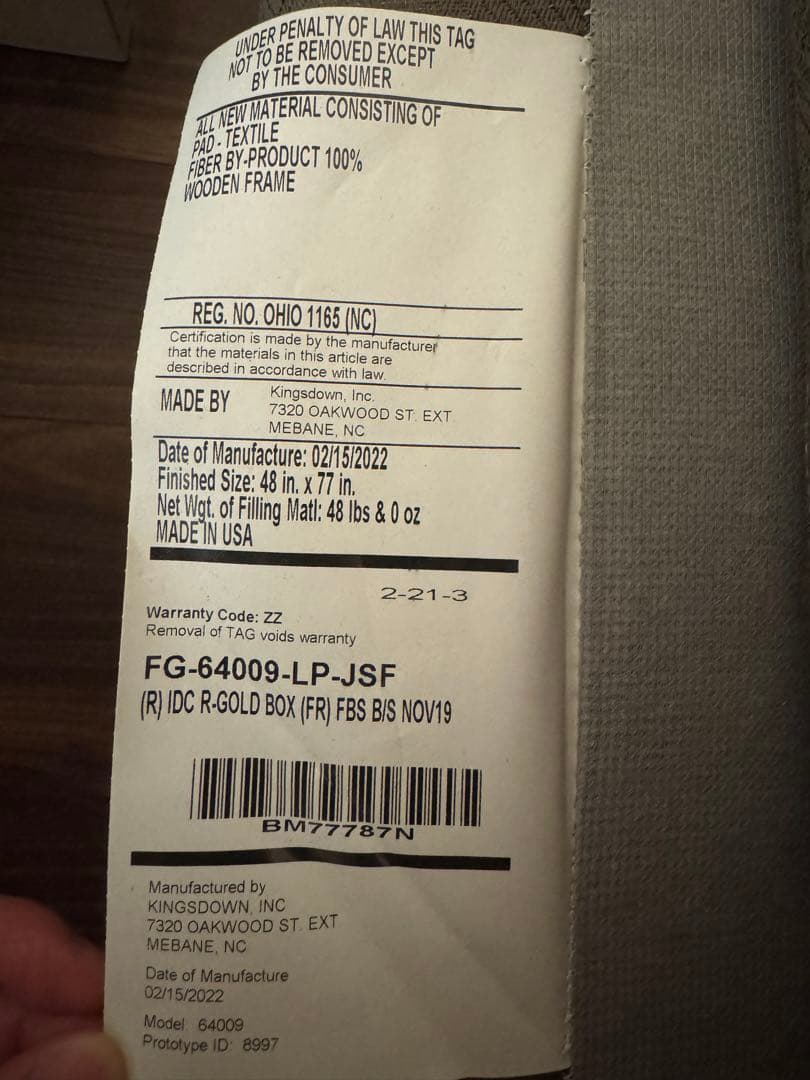 UNDER PENALTY OF LAW THIS TAG
NOT TO BE REMOVED EXCEPT
BY THE CONSUMER
ALL NEW MATERIAL CONSISTING OF
PAD - TEXTILE
FIBER BY-PRODUCT 100%
WOODEN FRAME
REG. NO. OHIO 1165 (NC)
Certification is made by the manufacturer
that the materials in this article are
described in accordance with law.
MADE BY Kingsdown, Inc.
7320 OAKWOOD ST. EXT
MEBANE, NC
Date of Manufacture: 02/15/2022
Finished Size: 48 in. x 77 in.
Net Wgt. of Filling Matl: 48 lbs & 0 oz
MADE IN USA
2-21-3
Warranty Code: ZZ
Removal of TAG voids warranty
FG-64009-LP-JSF
(R) IDC R-GOLD BOX (FR) FBS B/S NOV19
BM77787N
Manufactured by
KINGSDOWN, INC
7320 OAKWOOD ST. EXT
MEBANE, NC
Date of Manufacture
02/15/2022
Model 64009
Prototype ID: 8997